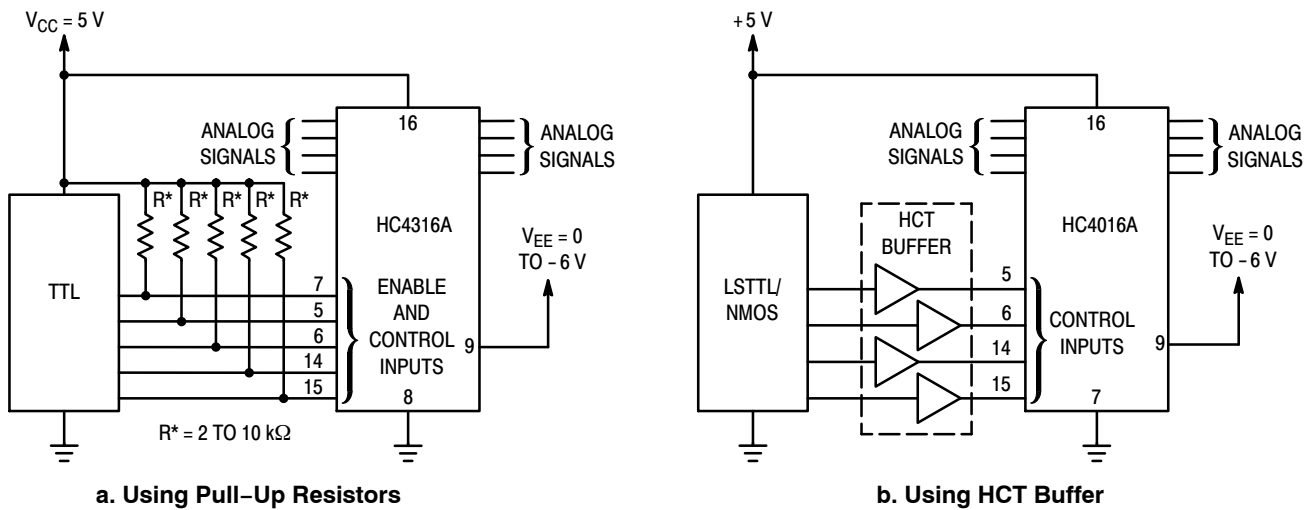 V_CC = 5 V
16
ANALOG
SIGNALS
ANALOG
SIGNALS
R* R* R* R* R*
HC4316A
V_EE = 0
TO −6 V
TTL
7
5
6
14
15
ENABLE
AND
CONTROL
INPUTS
9
8
R* = 2 TO 10 kΩ
a. Using Pull−Up Resistors
+5 V
16
ANALOG
SIGNALS
ANALOG
SIGNALS
HCT
BUFFER
HC4016A
V_EE = 0
TO −6 V
LSTTL/
NMOS
5
6
14
15
CONTROL
INPUTS
9
7
b. Using HCT Buffer